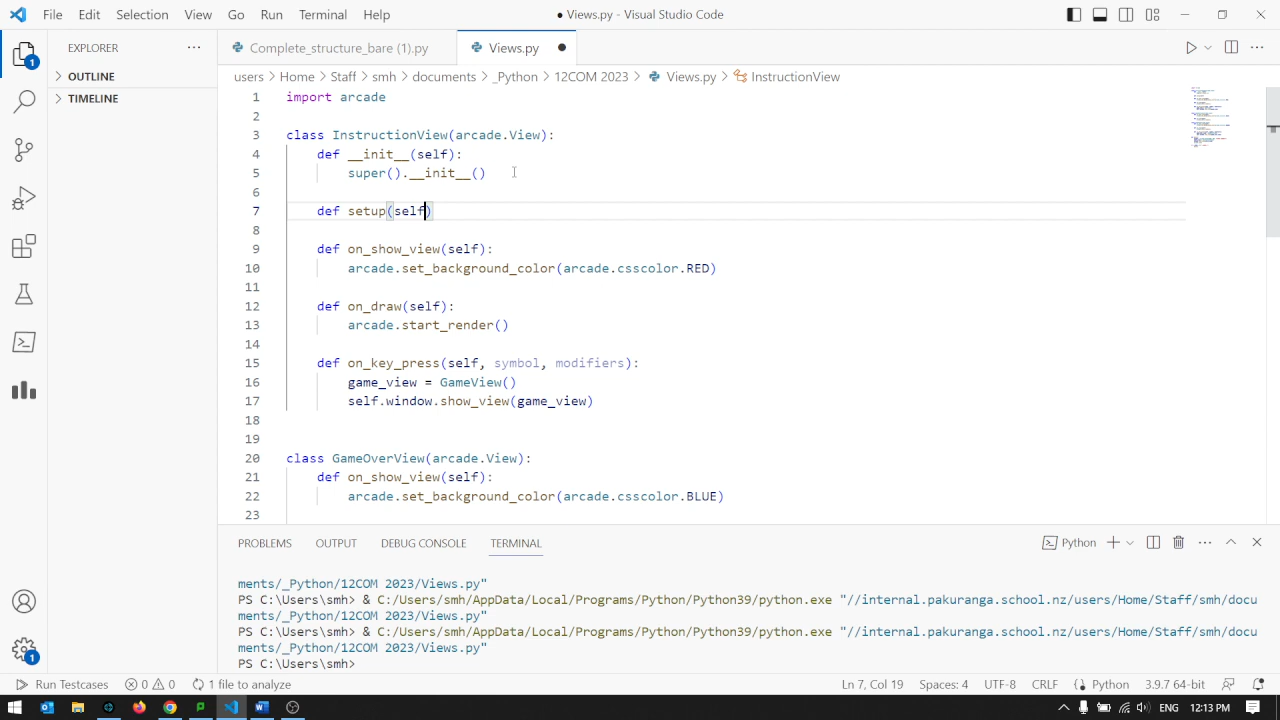 File Edit Selection View Go Run Terminal Help
● Views.py - Visual Studio Code
EXPLORER
Complete_structure_bare (1).py
Views.py
OUTLINE
TIMELINE
users > Home > Staff > smh > documents > _Python > 12COM 2023 > Views.py > InstructionView
1 import arcade
2
3 class InstructionView(arcade.View):
4 def __init__(self):
5 super().__init__()
6
7 def setup(self)
8
9 def on_show_view(self):
10 arcade.set_background_color(arcade.csscolor.RED)
11
12 def on_draw(self):
13 arcade.start_render()
14
15 def on_key_press(self, symbol, modifiers):
16 game_view = GameView()
17 self.window.show_view(game_view)
18
19
20 class GameOverView(arcade.View):
21 def on_show_view(self):
22 arcade.set_background_color(arcade.csscolor.BLUE)
23
PROBLEMS OUTPUT DEBUG CONSOLE TERMINAL
Python
ments/_Python/12COM 2023/Views.py"
PS C:\Users\smh> & C:/Users/smh/AppData/Local/Programs/Python/Python39/python.exe "//internal.pakuranga.school.nz/users/Home/Staff/smh/docu
ments/_Python/12COM 2023/Views.py"
PS C:\Users\smh> & C:/Users/smh/AppData/Local/Programs/Python/Python39/python.exe "//internal.pakuranga.school.nz/users/Home/Staff/smh/docu
ments/_Python/12COM 2023/Views.py"
PS C:\Users\smh>
1
1
Run Testcases 0 0 1 file to analyze
Ln 7, Col 19 Spaces: 4 UTF-8 CRLF Python 3.9.7 64-bit
ENG 12:13 PM